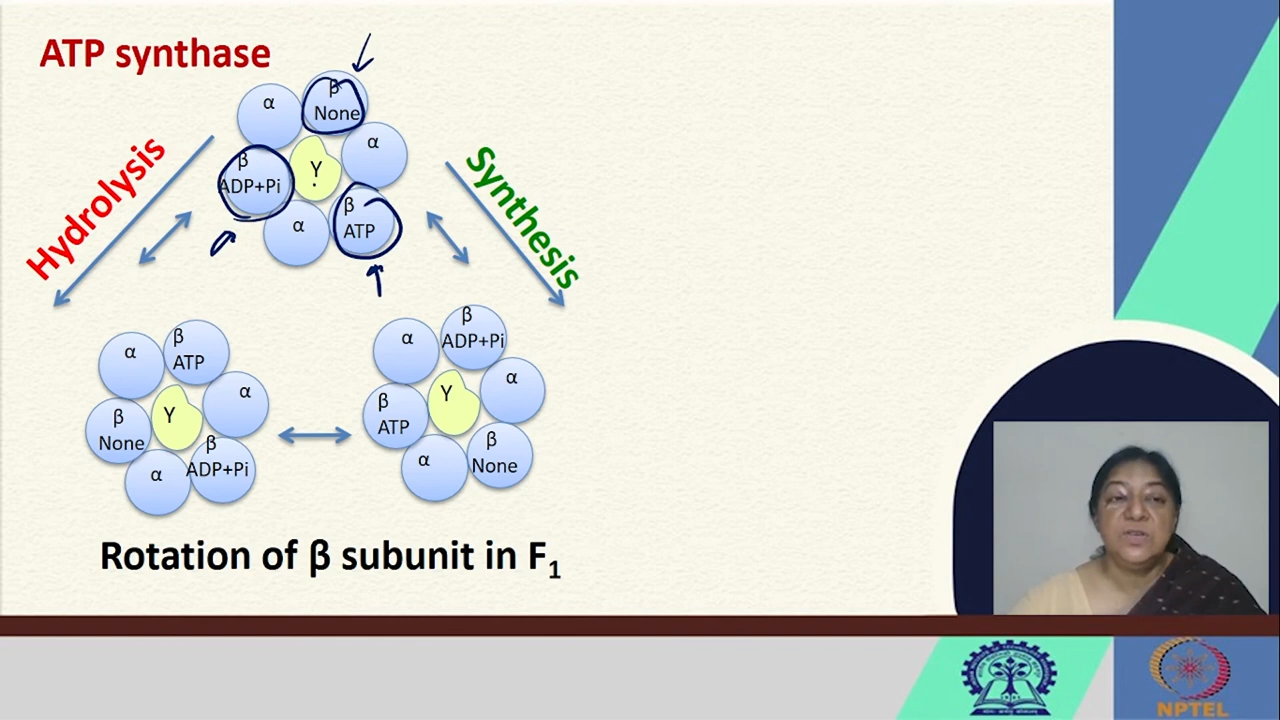 ATP synthase
Hydrolysis
Synthesis
α
β
None
α
β
ADP+Pi
Y
β
ATP
α
α
β
ATP
α
β
None
Y
β
ADP+Pi
α
α
β
ADP+Pi
α
β
ATP
Y
β
None
α
Rotation of β subunit in F₁
NPTEL